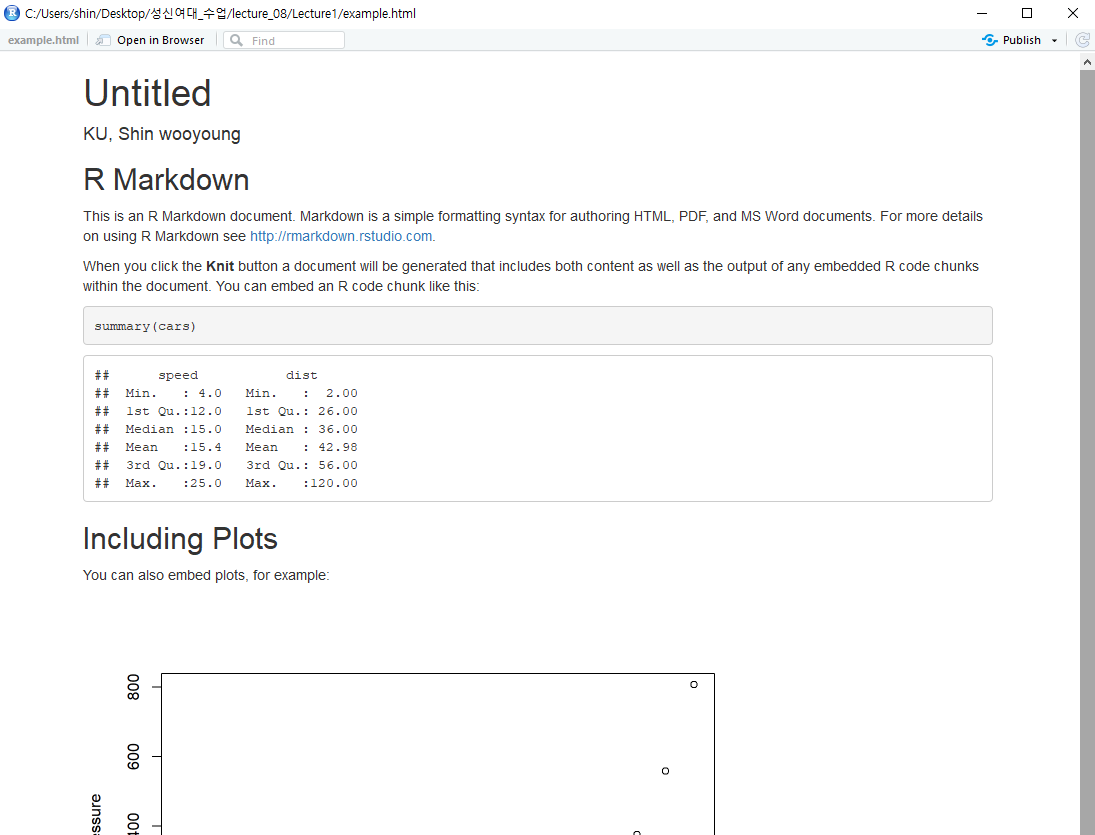 C:/Users/shin/Desktop/성신여대_수업/lecture_08/Lecture1/example.html
example.html Open in Browser Find Publish
Untitled
KU, Shin wooyoung
R Markdown
This is an R Markdown document. Markdown is a simple formatting syntax for authoring HTML, PDF, and MS Word documents. For more details
on using R Markdown see http://rmarkdown.rstudio.com.
When you click the Knit button a document will be generated that includes both content as well as the output of any embedded R code chunks
within the document. You can embed an R code chunk like this:
summary(cars)
##      speed           dist
##  Min.   : 4.0   Min.   :  2.00
##  1st Qu.:12.0   1st Qu.: 26.00
##  Median :15.0   Median : 36.00
##  Mean   :15.4   Mean   : 42.98
##  3rd Qu.:19.0   3rd Qu.: 56.00
##  Max.   :25.0   Max.   :120.00
Including Plots
You can also embed plots, for example:
800
600
400